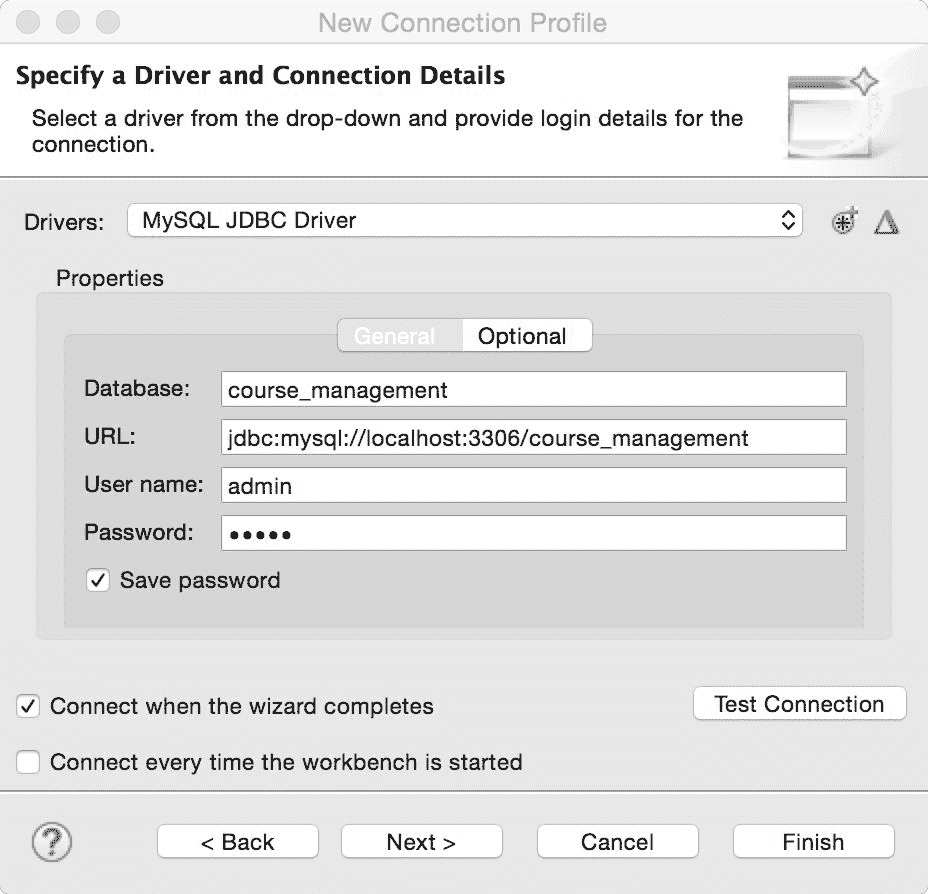 New Connection Profile
Specify a Driver and Connection Details
Select a driver from the drop-down and provide login details for the
connection.
Drivers: MySQL JDBC Driver
Properties
General Optional
Database: course_management
URL: jdbc:mysql://localhost:3306/course_management
User name: admin
Password: •••••
Save password
Connect when the wizard completes Test Connection
Connect every time the workbench is started
? < Back Next > Cancel Finish